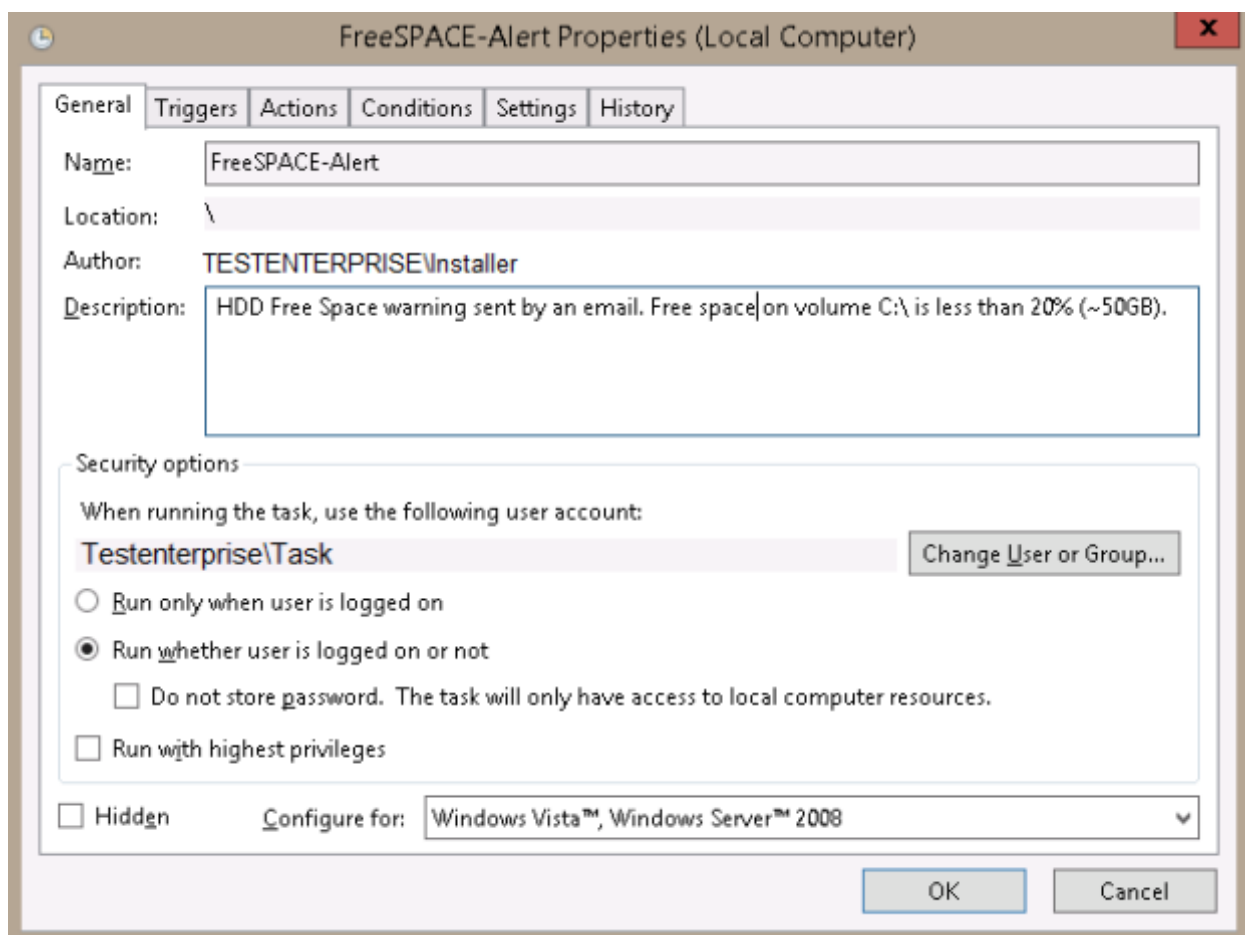 FreeSPACE-Alert Properties (Local Computer)
x
General Triggers Actions Conditions Settings History
Name: FreeSPACE-Alert
Location: \
Author: TESTENTERPRISE\Installer
Description: HDD Free Space warning sent by an email. Free space on volume C:\ is less than 20% (~50GB).
Security options
When running the task, use the following user account:
Testenterprise\Task Change User or Group...
Run only when user is logged on
Run whether user is logged on or not
Do not store password. The task will only have access to local computer resources.
Run with highest privileges
Hidden Configure for: Windows Vista™, Windows Server™ 2008
OK Cancel